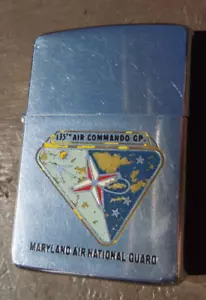 135TH AIR COMMANDO GP.
MARYLAND AIR NATIONAL GUARD